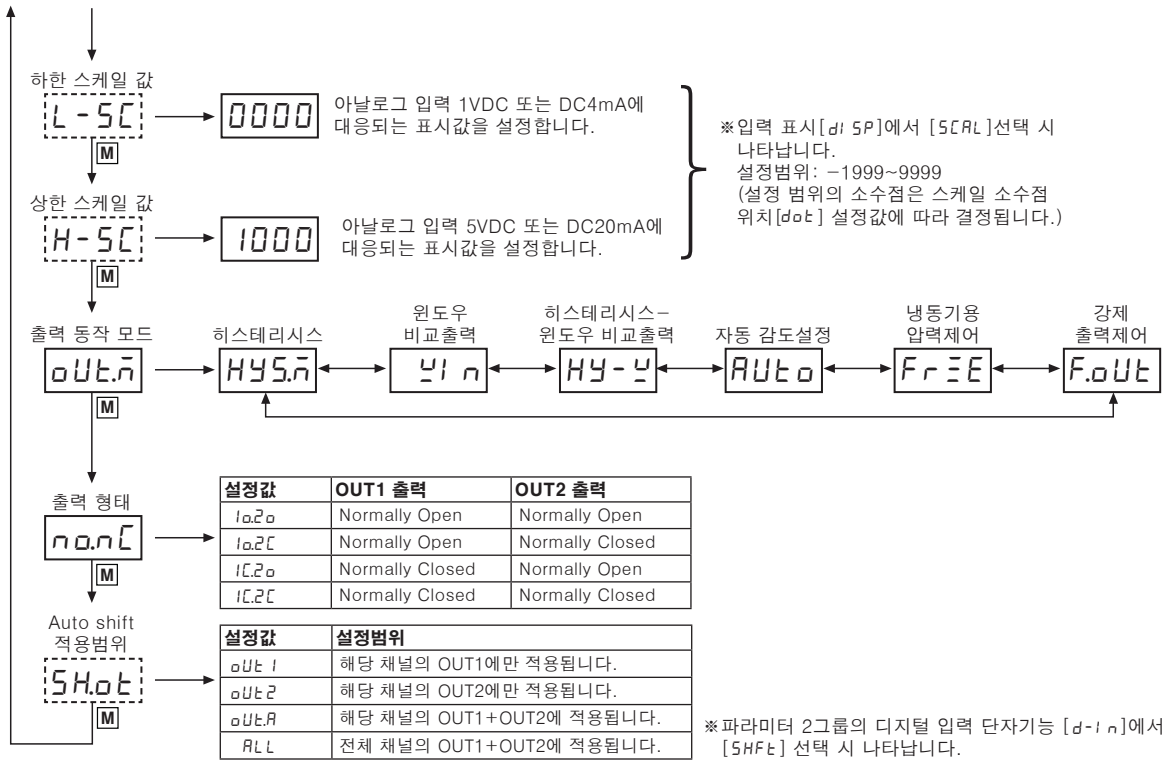 하한 스케일 값
L-SC
0000
아날로그 입력 1VDC 또는 DC4mA에
대응되는 표시값을 설정합니다.
M
상한 스케일 값
H-SC
1000
아날로그 입력 5VDC 또는 DC20mA에
대응되는 표시값을 설정합니다.
M
※입력 표시[dISP]에서 [SCAL]선택 시
나타납니다.
설정범위: -1999~9999
(설정 범위의 소수점은 스케일 소수점
위치[dot] 설정값에 따라 결정됩니다.)
출력 동작 모드
oUt.m
M
히스테리시스
HYS.m
윈도우
비교출력
WIn
히스테리시스-
윈도우 비교출력
HY-W
자동 감도설정
AUto
냉동기용
압력제어
FrZE
강제
출력제어
F.oUt
출력 형태
no.nC
M
설정값 OUT1 출력 OUT2 출력
1o.2o Normally Open Normally Open
1o.2C Normally Open Normally Closed
1C.2o Normally Closed Normally Open
1C.2C Normally Closed Normally Closed
Auto shift
적용범위
SH.ot
M
설정값 설정범위
oUt1 해당 채널의 OUT1에만 적용됩니다.
oUt2 해당 채널의 OUT2에만 적용됩니다.
oUt.A 해당 채널의 OUT1+OUT2에 적용됩니다.
ALL 전체 채널의 OUT1+OUT2에 적용됩니다.
※파라미터 2그룹의 디지털 입력 단자기능 [d-In]에서
[SHFt] 선택 시 나타납니다.